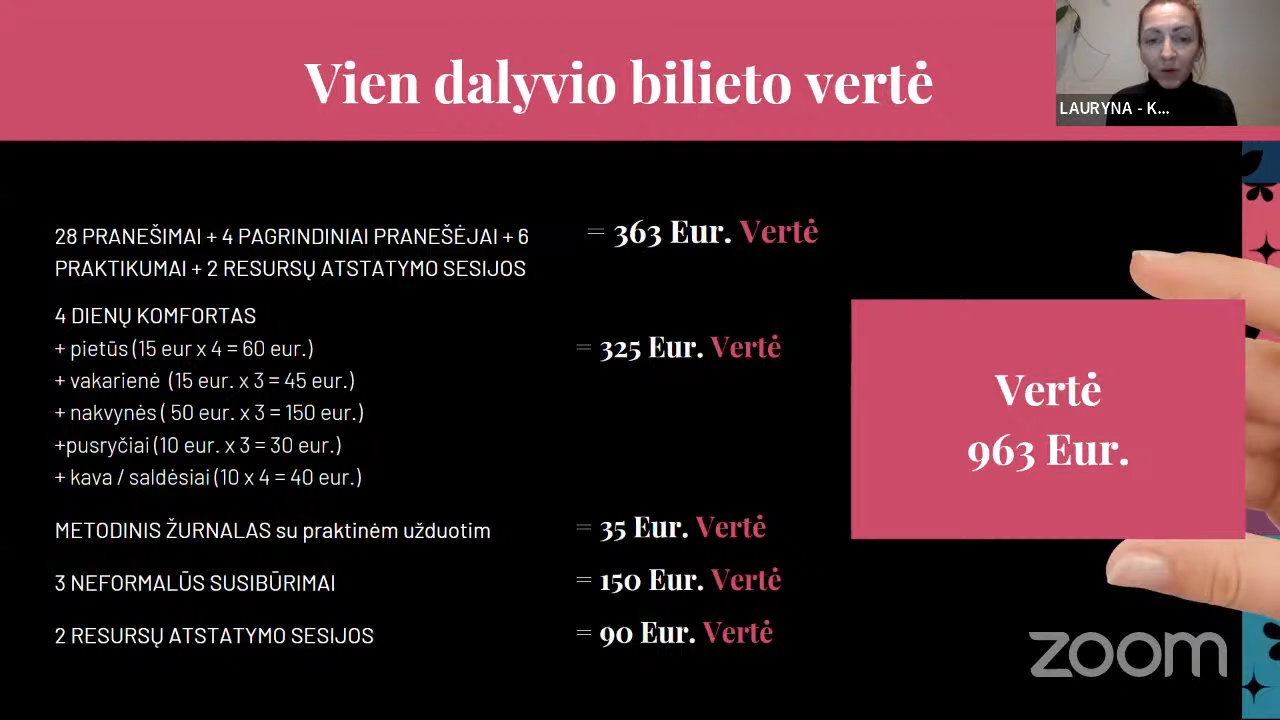 Vien dalyvio bilieto vertė
LAURYNA - K...
28 PRANEŠIMAI + 4 PAGRINDINIAI PRANEŠĖJAI + 6
PRAKTIKUMAI + 2 RESURSŲ ATSTATYMO SESIJOS
= 363 Eur. Vertė
4 DIENŲ KOMFORTAS
+ pietūs (15 eur x 4 = 60 eur.)
+ vakarienė (15 eur. x 3 = 45 eur.)
+ nakvynės ( 50 eur. x 3 = 150 eur.)
+pusryčiai (10 eur. x 3 = 30 eur.)
+ kava / saldėsiai (10 x 4 = 40 eur.)
= 325 Eur. Vertė
METODINIS ŽURNALAS su praktinėm užduotim
= 35 Eur. Vertė
3 NEFORMALŪS SUSIBŪRIMAI
= 150 Eur. Vertė
2 RESURSŲ ATSTATYMO SESIJOS
= 90 Eur. Vertė
Vertė
963 Eur.
zoom